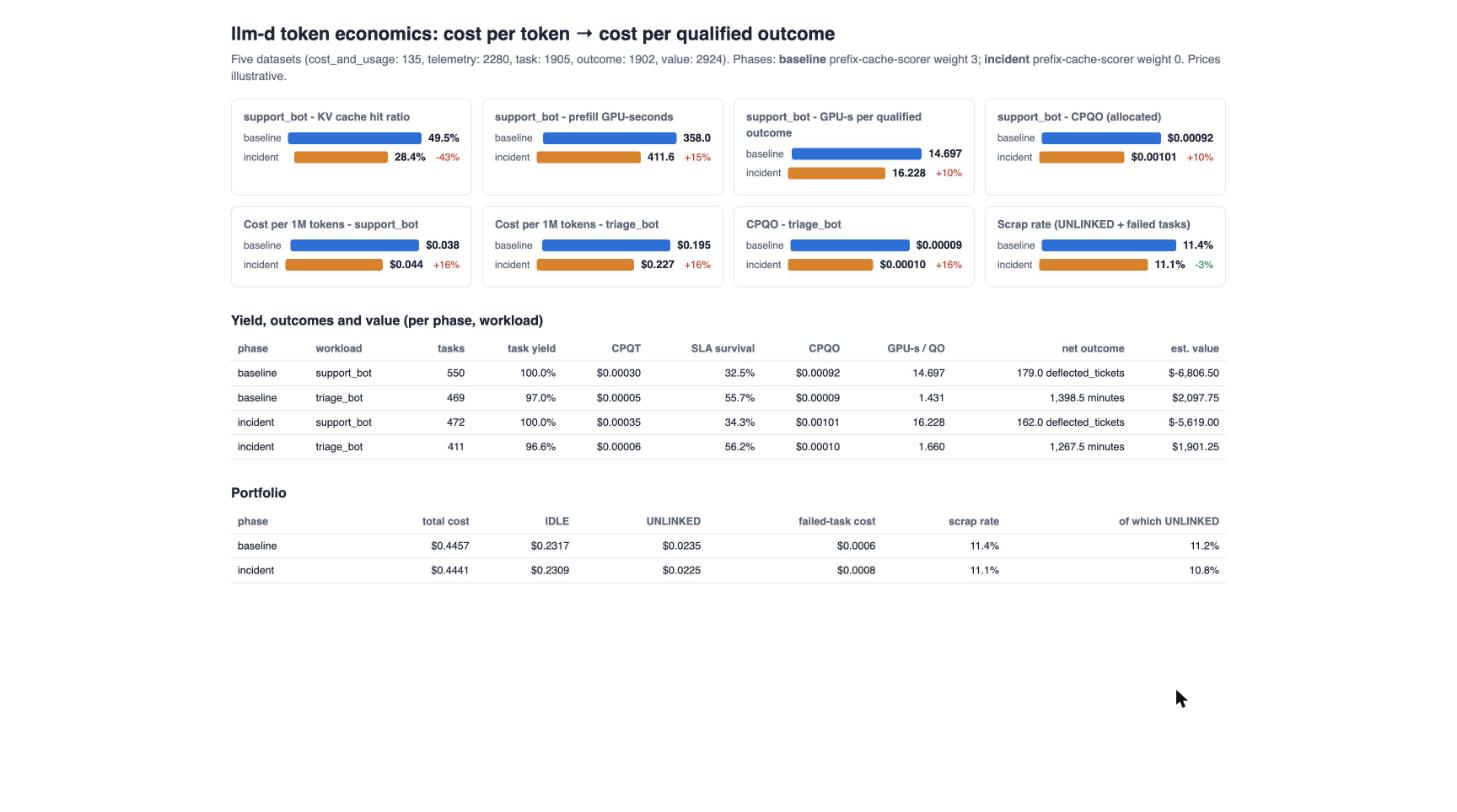 llm-d token economics: cost per token → cost per qualified outcome
Five datasets (cost_and_usage: 135, telemetry: 2280, task: 1905, outcome: 1902, value: 2924). Phases: baseline prefix-cache-scorer weight 3; incident prefix-cache-scorer weight 0. Prices
illustrative.
support_bot - KV cache hit ratio
baseline 49.5%
incident 28.4% -43%
support_bot - prefill GPU-seconds
baseline 358.0
incident 411.6 +15%
support_bot - GPU-s per qualified
outcome
baseline 14.697
incident 16.228 +10%
support_bot - CPQO (allocated)
baseline $0.00092
incident $0.00101 +10%
Cost per 1M tokens - support_bot
baseline $0.038
incident $0.044 +16%
Cost per 1M tokens - triage_bot
baseline $0.195
incident $0.227 +16%
CPQO - triage_bot
baseline $0.00009
incident $0.00010 +16%
Scrap rate (UNLINKED + failed tasks)
baseline 11.4%
incident 11.1% -3%
Yield, outcomes and value (per phase, workload)
phase workload tasks task yield CPQT SLA survival CPQO GPU-s / QO net outcome est. value
baseline support_bot 550 100.0% $0.00030 32.5% $0.00092 14.697 179.0 deflected_tickets $-6,806.50
baseline triage_bot 469 97.0% $0.00005 55.7% $0.00009 1.431 1,398.5 minutes $2,097.75
incident support_bot 472 100.0% $0.00035 34.3% $0.00101 16.228 162.0 deflected_tickets $-5,619.00
incident triage_bot 411 96.6% $0.00006 56.2% $0.00010 1.660 1,267.5 minutes $1,901.25
Portfolio
phase total cost IDLE UNLINKED failed-task cost scrap rate of which UNLINKED
baseline $0.4457 $0.2317 $0.0235 $0.0006 11.4% 11.2%
incident $0.4441 $0.2309 $0.0225 $0.0008 11.1% 10.8%